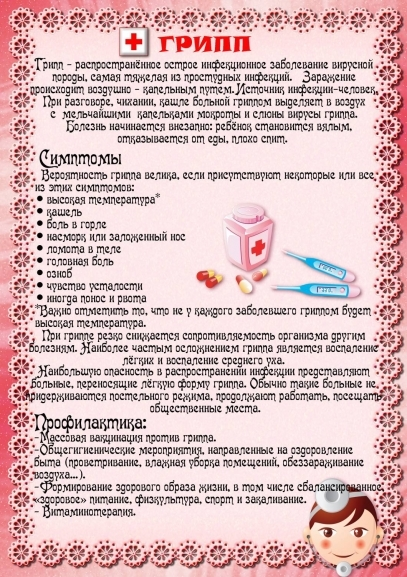 ГРИПП
Грипп - распространённое острое инфекционное заболевание вирусной
породы, самая тяжелая из простудных инфекций. Заражение
происходит воздушно - капельным путем. Источник инфекции-человек.
При разговоре, чихании, кашле больной гриппом выделяет в воздух
с мельчайшими капельками мокроты и слюны вирусы гриппа.
Болезнь начинается внезапно: ребёнок становится вялым,
отказывается от еды, плохо спит.
Симптомы
Вероятность гриппа велика, если присутствуют некоторые или все
из этих симптомов:
• высокая температура*
• кашель
• боль в горле
• насморк или заложенный нос
• ломота в теле
• головная боль
• озноб
• чувство усталости
• иногда понос и рвота
*Важно отметить то, что не у каждого заболевшего гриппом будет
высокая температура.
При гриппе резко снижается сопротивляемость организма другим
болезням. Наиболее частым осложнением гриппа является воспаление
лёгких и воспаление среднего уха.
Наибольшую опасность в распространении инфекции представляют
больные, переносящие лёгкую форму гриппа. Обычно такие больные не
придерживаются постельного режима, продолжают работать, посещать
общественные места.
Профилактика:
- Массовая вакцинация против гриппа.
-Общегигиенические мероприятия, направленные на оздоровление
быта (проветривание, влажная уборка помещений, обеззараживание
воздуха...).
-Формирование здорового образа жизни, в том числе сбалансированное,
«здоровое» питание, физкультура, спорт и закаливание.
- Витаминотерапия.